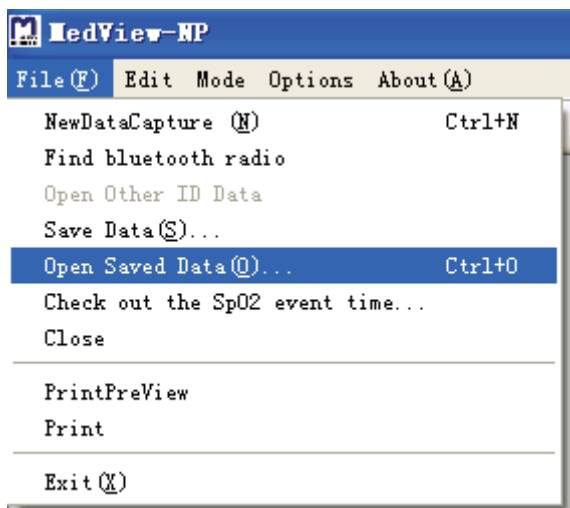 MedView-NP
File(F) Edit Mode Options About(A)
NewDataCapture (N) Ctrl+N
Find bluetooth radio
Open Other ID Data
Save Data(S)...
Open Saved Data(O)... Ctrl+O
Check out the SpO2 event time...
Close
PrintPreView
Print
Exit(X)